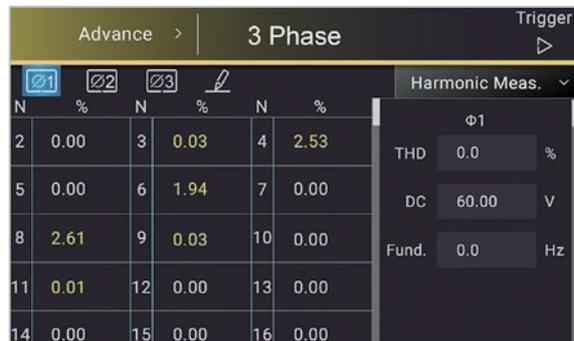 Advance > 3 Phase Trigger
Ø1 Ø2 Ø3 Harmonic Meas.
N % N % N %
Φ1
2 0.00 3 0.03 4 2.53
THD 0.0 %
5 0.00 6 1.94 7 0.00
DC 60.00 V
8 2.61 9 0.03 10 0.00
Fund. 0.0 Hz
11 0.01 12 0.00 13 0.00
14 0.00 15 0.00 16 0.00